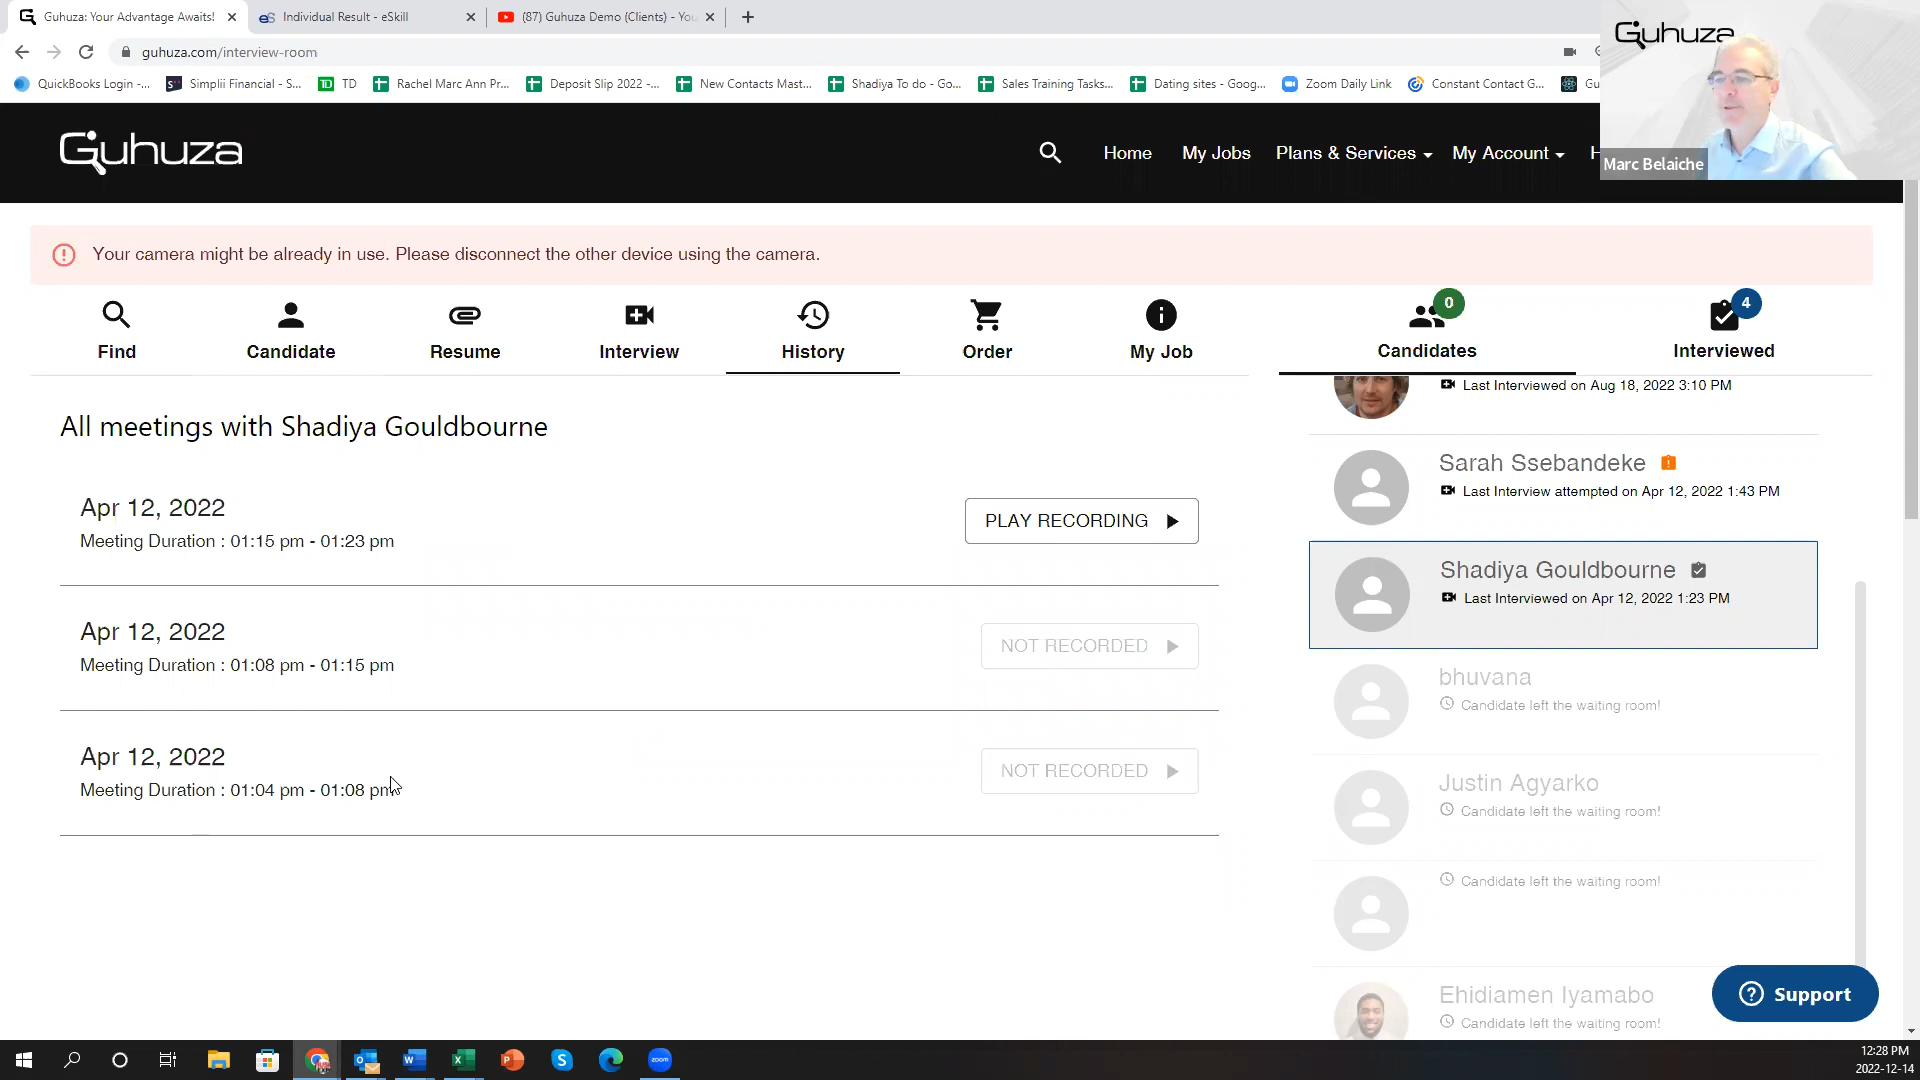 Guhuza: Your Advantage Awaits!
Individual Result - eSkill
(87) Guhuza Demo (Clients) - You
guhuza.com/interview-room
QuickBooks Login -...
Simplii Financial - S...
TD
Rachel Marc Ann Pr...
Deposit Slip 2022 -...
New Contacts Mast...
Shadiya To do - Go...
Sales Training Tasks...
Dating sites - Goog...
Zoom Daily Link
Constant Contact G...
Gu
Guhuza
Marc Belaiche
Guhuza
Home
My Jobs
Plans & Services
My Account
H
Your camera might be already in use. Please disconnect the other device using the camera.
Find
Candidate
Resume
Interview
History
Order
My Job
0
Candidates
4
Interviewed
All meetings with Shadiya Gouldbourne
Apr 12, 2022
Meeting Duration : 01:15 pm - 01:23 pm
PLAY RECORDING
Apr 12, 2022
Meeting Duration : 01:08 pm - 01:15 pm
NOT RECORDED
Apr 12, 2022
Meeting Duration : 01:04 pm - 01:08 pm
NOT RECORDED
Last Interviewed on Aug 18, 2022 3:10 PM
Sarah Ssebandeke
Last Interview attempted on Apr 12, 2022 1:43 PM
Shadiya Gouldbourne
Last Interviewed on Apr 12, 2022 1:23 PM
bhuvana
Candidate left the waiting room!
Justin Agyarko
Candidate left the waiting room!
Candidate left the waiting room!
Ehidiamen Iyamabo
Candidate left the waiting room!
Support
zoom
12:28 PM
2022-12-14